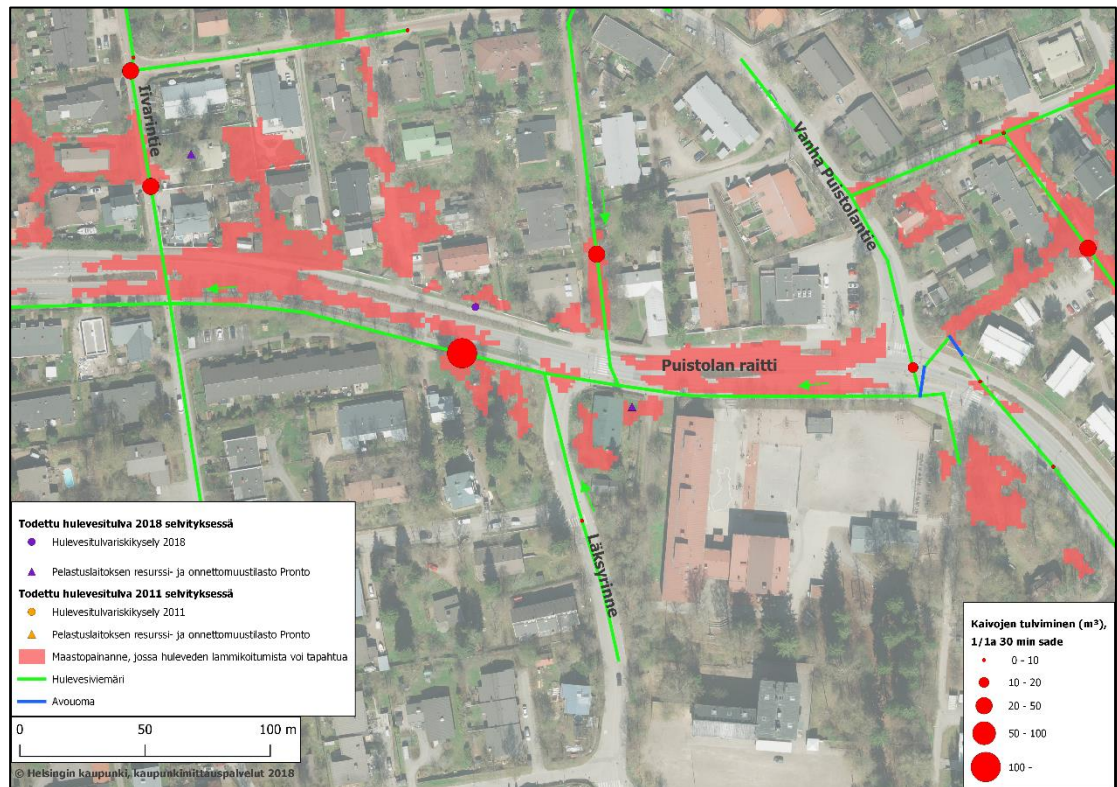 Iivarintie
Vanha Puistolantie
Puistolan raitti
Läksyrinne
Todettu hulevesitulva 2018 selvityksessä
Hulevesitulvariskikysely 2018
Pelastuslaitoksen resurssi- ja onnettomuustilasto Pronto
Todettu hulevesitulva 2011 selvityksessä
Hulevesitulvariskikysely 2011
Pelastuslaitoksen resurssi- ja onnettomuustilasto Pronto
Maastopainanne, jossa huleveden lammikoitumista voi tapahtua
Hulevesiviemäri
Avouoma
0 50 100 m
© Helsingin kaupunki, kaupunkimittauspalvelut 2018
Kaivojen tulviminen (m³),
1/1a 30 min sade
0 - 10
10 - 20
20 - 50
50 - 100
100 -